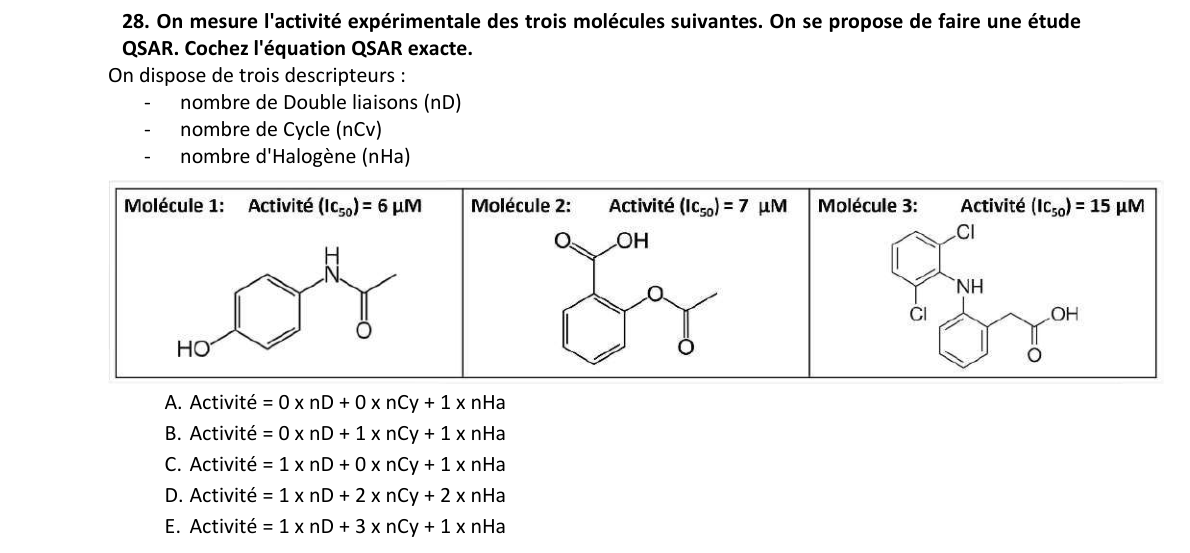 28. On mesure l'activité expérimentale des trois molécules suivantes. On se propose de faire une étude
QSAR. Cochez l'équation QSAR exacte.
On dispose de trois descripteurs :
- nombre de Double liaisons (nD)
- nombre de Cycle (nCy)
- nombre d'Halogène (nHa)
Molécule 1: Activité (Ic₅₀) = 6 µM
Molécule 2: Activité (Ic₅₀) = 7 µM
Molécule 3: Activité (Ic₅₀) = 15 µM
H
N
O
HO
O
OH
O
O
Cl
NH
Cl
OH
O
A. Activité = 0 x nD + 0 x nCy + 1 x nHa
B. Activité = 0 x nD + 1 x nCy + 1 x nHa
C. Activité = 1 x nD + 0 x nCy + 1 x nHa
D. Activité = 1 x nD + 2 x nCy + 2 x nHa
E. Activité = 1 x nD + 3 x nCy + 1 x nHa